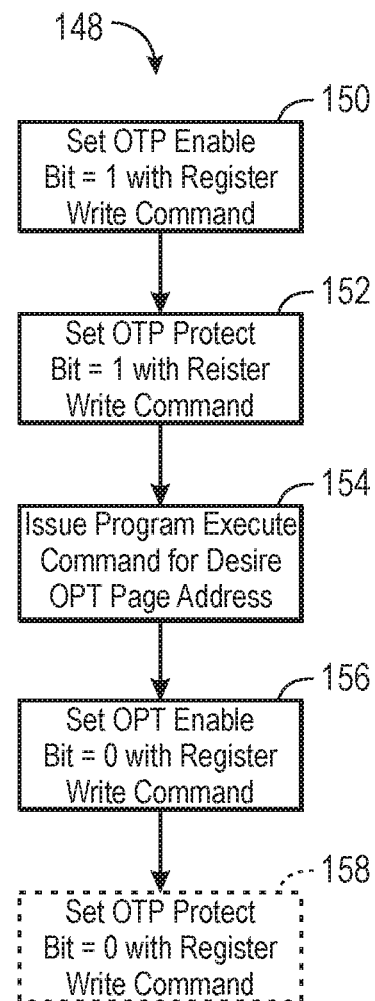 148
150
Set OTP Enable
Bit = 1 with Register
Write Command
152
Set OTP Protect
Bit = 1 with Reister
Write Command
154
Issue Program Execute
Command for Desire
OPT Page Address
156
Set OPT Enable
Bit = 0 with Register
Write Command
158
Set OTP Protect
Bit = 0 with Register
Write Command